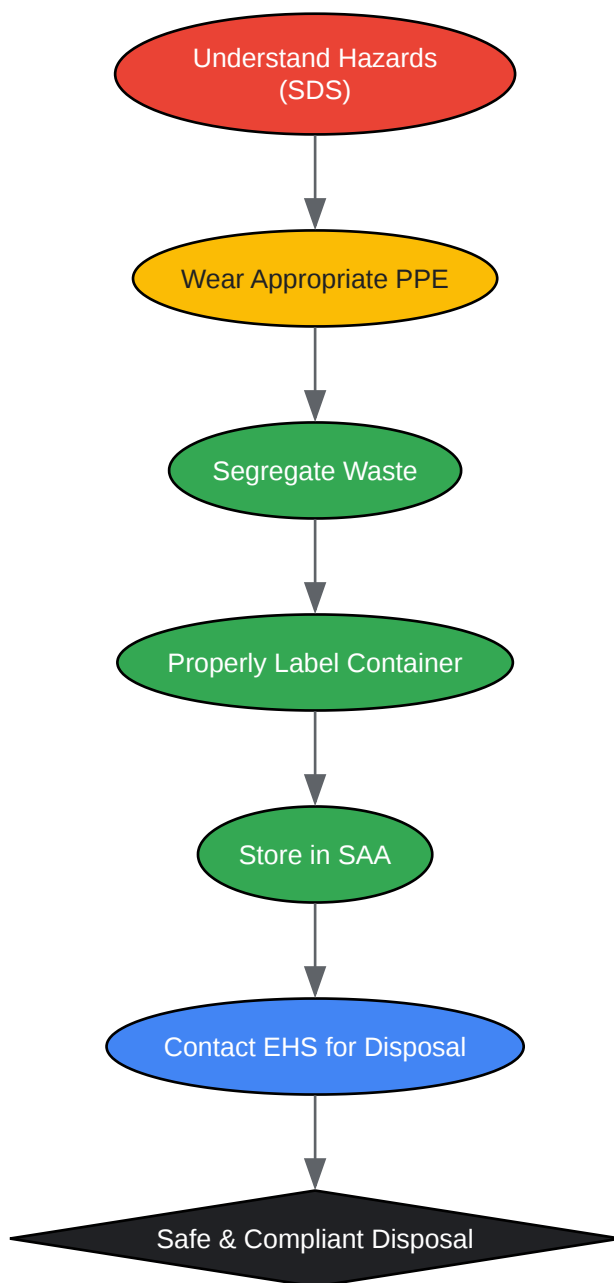 Understand Hazards
(SDS)
Wear Appropriate PPE
Segregate Waste
Properly Label Container
Store in SAA
Contact EHS for Disposal
Safe & Compliant Disposal